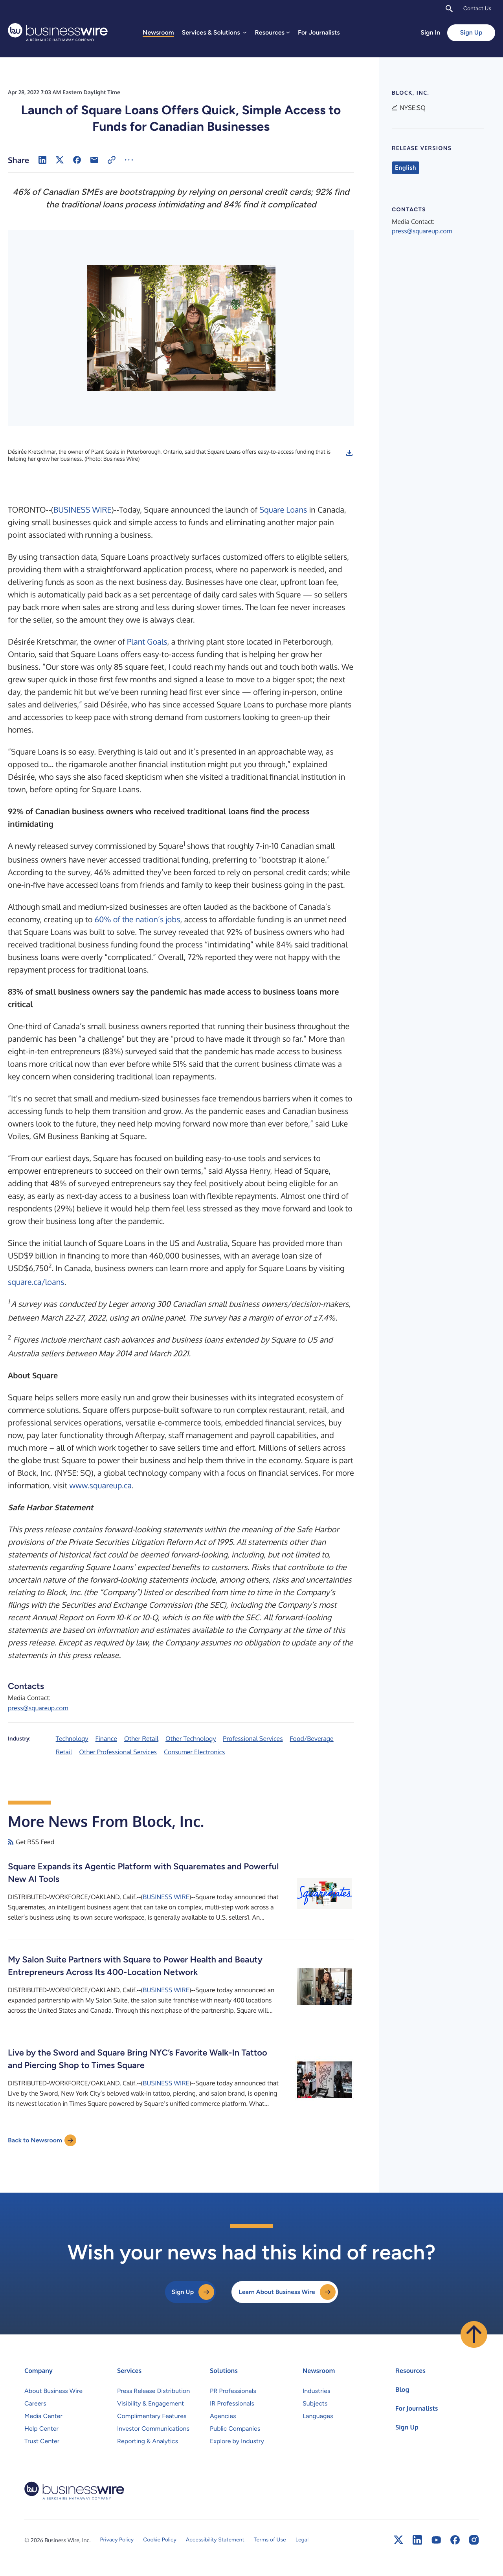 Contact Us
businesswire
A BERKSHIRE HATHAWAY COMPANY
Newsroom
Services & Solutions
Resources
For Journalists
Sign In
Sign Up
Apr 28, 2022 7:03 AM Eastern Daylight Time
Launch of Square Loans Offers Quick, Simple Access to
Funds for Canadian Businesses
Share
46% of Canadian SMEs are bootstrapping by relying on personal credit cards; 92% find
the traditional loans process intimidating and 84% find it complicated
Désirée Kretschmar, the owner of Plant Goals in Peterborough, Ontario, said that Square Loans offers easy-to-access funding that is
helping her grow her business. (Photo: Business Wire)
TORONTO--(BUSINESS WIRE)--Today, Square announced the launch of Square Loans in Canada,
giving small businesses quick and simple access to funds and eliminating another major pain
point associated with running a business.
By using transaction data, Square Loans proactively surfaces customized offers to eligible sellers,
providing them with a straightforward application process, where no paperwork is needed, and
delivering funds as soon as the next business day. Businesses have one clear, upfront loan fee,
which is automatically paid back as a set percentage of daily card sales with Square — so sellers
pay back more when sales are strong and less during slower times. The loan fee never increases
for the seller, so the amount they owe is always clear.
Désirée Kretschmar, the owner of Plant Goals, a thriving plant store located in Peterborough,
Ontario, said that Square Loans offers easy-to-access funding that is helping her grow her
business. “Our store was only 85 square feet, I could reach my hands out and touch both walls. We
grew so much in the first six months and signed a lease to move to a much larger location in town,
then the pandemic hit but we’ve been running head first ever since — offering in-person, online
sales and deliveries,” said Désirée, who has since accessed Square Loans to purchase more plants
and accessories to keep pace with strong demand from customers looking to green up their
homes.
“Square Loans is so easy. Everything is laid out and it’s presented in an approachable way, as
opposed to... the rigamarole another financial institution might put you through,” explained
Désirée, who says she also faced skepticism when she visited a traditional financial institution in
town, before opting for Square Loans.
92% of Canadian business owners who received traditional loans find the process
intimidating
A newly released survey commissioned by Square1 shows that roughly 7-in-10 Canadian small
business owners have never accessed traditional funding, preferring to “bootstrap it alone.”
According to the survey, 46% admitted they’ve been forced to rely on personal credit cards; while
one-in-five have accessed loans from friends and family to keep their business afloat in the past.
Although small and medium-sized businesses are often lauded as the backbone of Canada’s
economy, creating up to 60% of the nation’s jobs, access to affordable funding is an unmet need
that Square Loans was built to solve. The survey revealed that 92% of business owners who had
received traditional business funding found the process “intimidating” while 84% said traditional
business loans were overly “complicated.” Overall, 72% reported they were not happy with the
repayment process for traditional loans.
83% of small business owners say the pandemic has made access to business loans more
critical
One-third of Canada’s small business owners reported that running their business throughout the
pandemic has been “a challenge” but they are “proud to have made it through so far.” More than
eight-in-ten entrepreneurs (83%) surveyed said that the pandemic has made access to business
loans more critical now than ever before while 51% said that the current business climate was a
key concern when considering traditional loan repayments.
“It’s no secret that small and medium-sized businesses face immense demands when it comes to
accessing funds to help them transition and grow. As the pandemic eases and Canadian business
owners look to the future, they need loans they understand now more than ever before,” said Luke
Voiles, GM Business Banking at Square.
“From our earliest days, Square has focused on building easy-to-use tools and services to
empower entrepreneurs to succeed on their own terms,” said Alyssa Henry, Head of Square,
adding that 48% of surveyed entrepreneurs say they feel positively about being eligible for an
easy, as early as next-day access to a business loan with flexible repayments. Almost one-third of
respondents (29%) believe it would help them feel less stressed as they move forward and look to
grow their business long after the pandemic.
Since the initial launch of Square Loans in the US and Australia, Square has provided more than
USD$9 billion in financing to more than 460,000 businesses, with an average loan size of
USD$6,7502. In Canada, business owners can learn more and apply for Square Loans by visiting
square.ca/loans.
1 A survey was conducted by Leger among 300 Canadian small business owners/decision-makers,
between March 22-27, 2022, using an online panel. The survey has a margin of error of ±7.4%.
2 Figures include merchant cash advances and business loans extended by Square to US and
Australia sellers between May 2014 and March 2021.
About Square
Square helps sellers more easily run and grow their businesses with its integrated ecosystem of
commerce solutions. Square offers purpose-built software to run complex restaurant, retail, and
professional services operations, versatile e-commerce tools, embedded financial services, buy
now, pay later functionality through Afterpay, staff management and payroll capabilities, and
much more – all of which work together to save sellers time and effort. Millions of sellers across
the globe trust Square to power their business and help them thrive in the economy. Square is part
of Block, Inc. (NYSE: SQ), a global technology company with a focus on financial services. For more
information, visit www.squareup.ca.
Safe Harbor Statement
This press release contains forward-looking statements within the meaning of the Safe Harbor
provisions of the Private Securities Litigation Reform Act of 1995. All statements other than
statements of historical fact could be deemed forward-looking, including, but not limited to,
statements regarding Square Loans’ expected benefits to customers. Risks that contribute to the
uncertain nature of the forward-looking statements include, among others, risks and uncertainties
relating to Block, Inc. (the “Company”) listed or described from time to time in the Company’s
filings with the Securities and Exchange Commission (the SEC), including the Company’s most
recent Annual Report on Form 10-K or 10-Q, which is on file with the SEC. All forward-looking
statements are based on information and estimates available to the Company at the time of this
press release. Except as required by law, the Company assumes no obligation to update any of the
statements in this press release.
Contacts
Media Contact:
press@squareup.com
Industry:
Technology
Finance
Other Retail
Other Technology
Professional Services
Food/Beverage
Retail
Other Professional Services
Consumer Electronics
BLOCK, INC.
NYSE:SQ
RELEASE VERSIONS
English
CONTACTS
Media Contact:
press@squareup.com
More News From Block, Inc.
Get RSS Feed
Square Expands its Agentic Platform with Squaremates and Powerful
New AI Tools
DISTRIBUTED-WORKFORCE/OAKLAND, Calif.--(BUSINESS WIRE)--Square today announced that
Squaremates, an intelligent business agent that can take on complex, multi-step work across a
seller’s business using its own secure workspace, is generally available to U.S. sellers1. An...
Squaremates
My Salon Suite Partners with Square to Power Health and Beauty
Entrepreneurs Across Its 400-Location Network
DISTRIBUTED-WORKFORCE/OAKLAND, Calif.--(BUSINESS WIRE)--Square today announced an
expanded partnership with My Salon Suite, the premier salon suite franchise with nearly 400 locations
across the United States and Canada. Through this next phase of the partnership, Square will...
Live by the Sword and Square Bring NYC’s Favorite Walk-In Tattoo
and Piercing Shop to Times Square
DISTRIBUTED-WORKFORCE/OAKLAND, Calif.--(BUSINESS WIRE)--Square today announced that
Live by the Sword, New York City’s beloved walk-in tattoo, piercing, and salon brand, is opening
its newest location in Times Square powered by Square’s unified commerce platform. What...
Back to Newsroom
Wish your news had this kind of reach?
Sign Up
Learn About Business Wire
Company
About Business Wire
Careers
Media Center
Help Center
Trust Center
Services
Press Release Distribution
Visibility & Engagement
Complimentary Features
Investor Communications
Reporting & Analytics
Solutions
PR Professionals
IR Professionals
Agencies
Public Companies
Explore by Industry
Newsroom
Industries
Subjects
Languages
Resources
Blog
For Journalists
Sign Up
businesswire
A BERKSHIRE HATHAWAY COMPANY
© 2026 Business Wire, Inc.
Privacy Policy
Cookie Policy
Accessibility Statement
Terms of Use
Legal